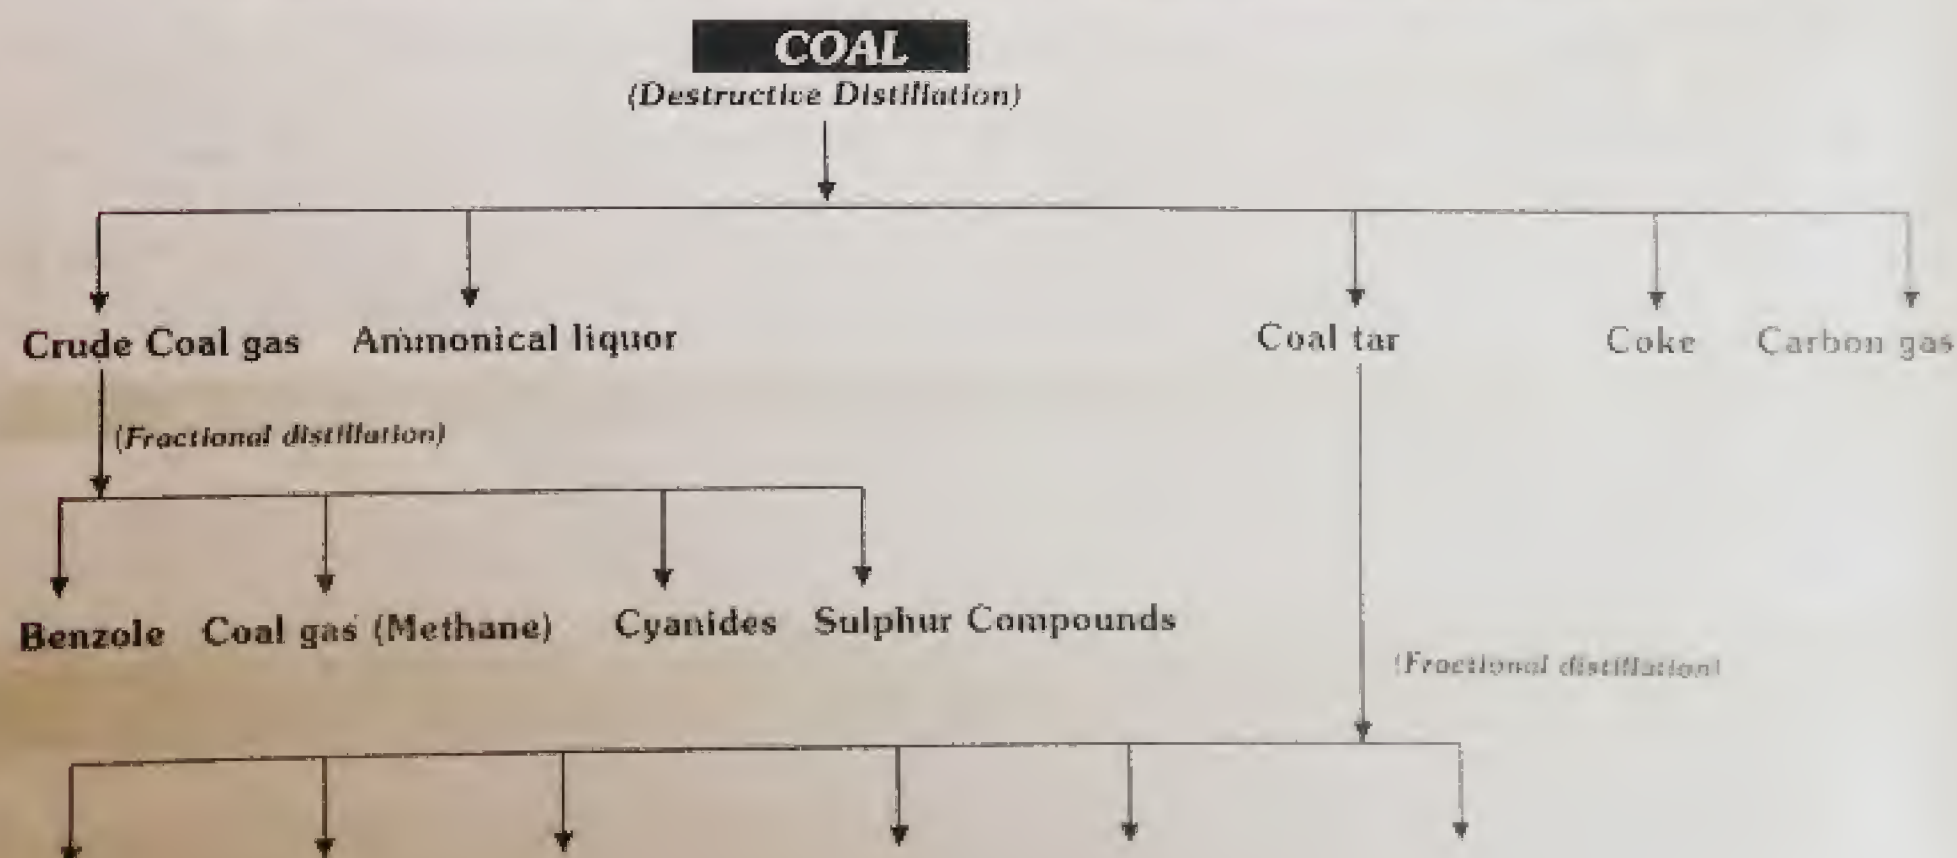 COAL
(Destructive Distillation)
Crude Coal gas Ammonical liquor Coal tar Coke Carbon gas
(Fractional distillation)
Benzole Coal gas (Methane) Cyanides Sulphur Compounds
(Fractional distillation)